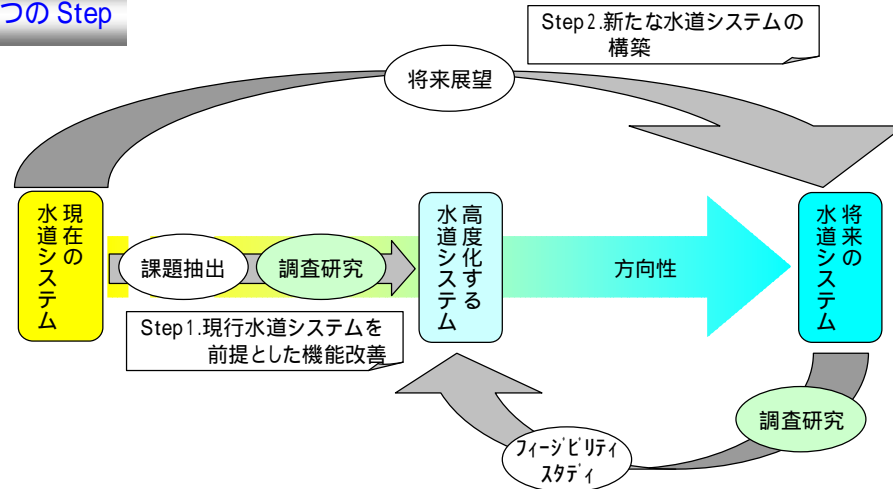 つの Step
Step2.新たな水道システムの
構築
将来展望
現在の
水道システム
課題抽出
調査研究
高度化する
水道システム
方向性
将来の
水道システム
Step1.現行水道システムを
前提とした機能改善
調査研究
フィージビリティ
スタディ